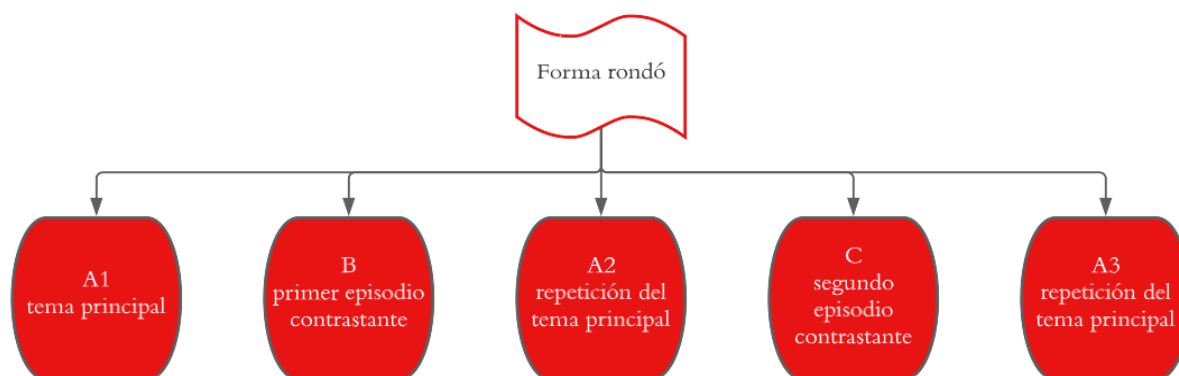 Forma rondó
A1
tema principal
B
primer episodio
contrastante
A2
repetición del
tema principal
C
segundo
episodio
contrastante
A3
repetición del
tema principal